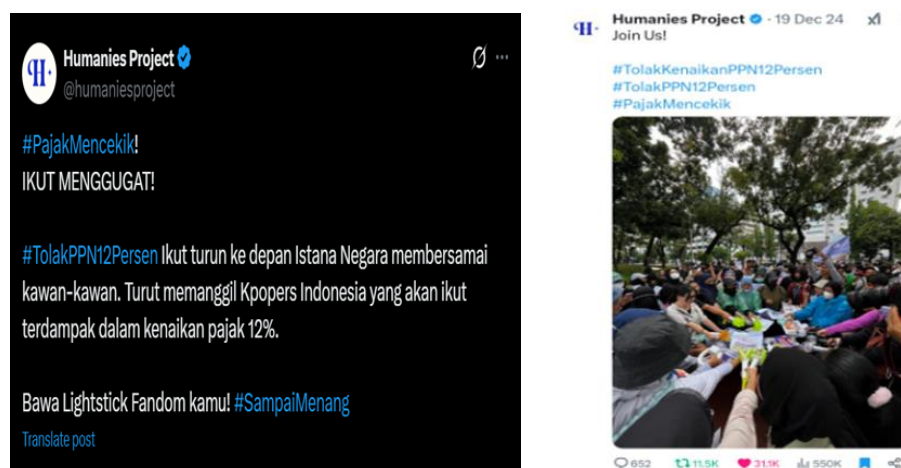 Humanies Project
@humaniesproject
#PajakMencekik!
IKUT MENGGUGAT!
#TolakPPN12Persen Ikut turun ke depan Istana Negara membersamai
kawan-kawan. Turut memanggil Kpopers Indonesia yang akan ikut
terdampak dalam kenaikan pajak 12%.
Bawa Lightstick Fandom kamu! #SampaiMenang
Translate post
Humanies Project · 19 Dec 24
Join Us!
#TolakKenaikanPPN12Persen
#TolakPPN12Persen
#PajakMencekik
652 11.5K 31.1K 550K